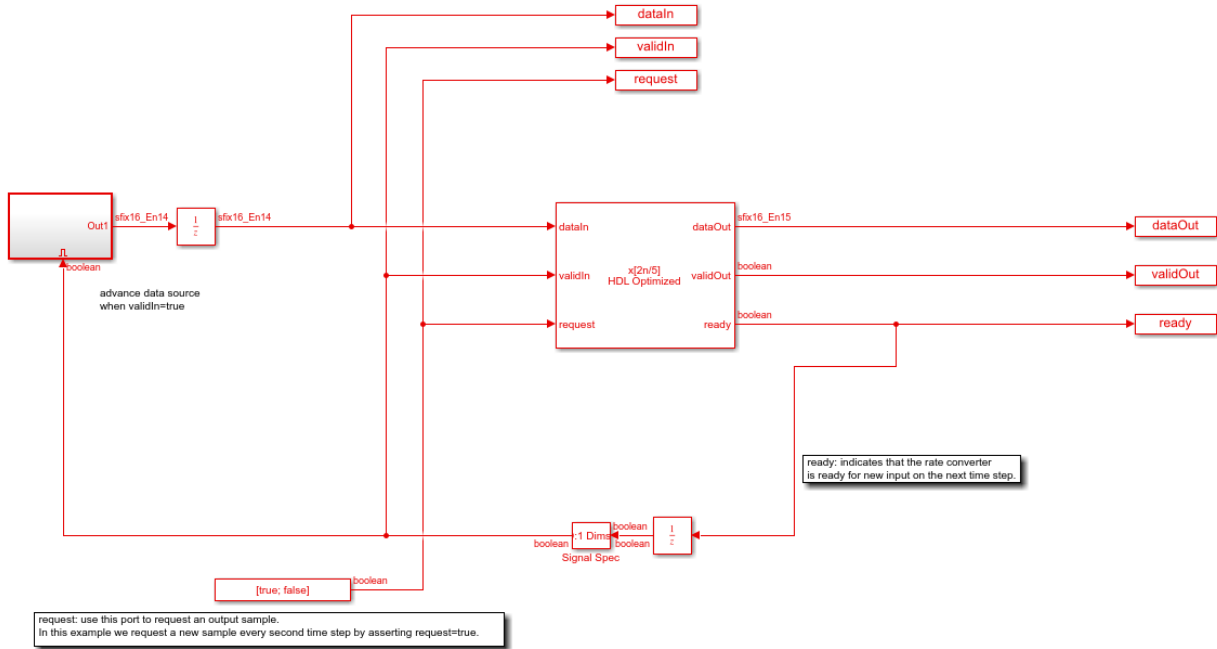 dataIn
validIn
request
Out1
sfix16_En14
1
z
sfix16_En14
boolean
advance data source
when validIn=true
dataIn
validIn
request
x[2n/5]
HDL Optimized
dataOut
validOut
ready
sfix16_En15
boolean
boolean
dataOut
validOut
ready
ready: indicates that the rate converter
is ready for new input on the next time step.
boolean
:1 Dims
boolean
boolean
1
z
Signal Spec
[true; false]
boolean
request: use this port to request an output sample.
In this example we request a new sample every second time step by asserting request=true.